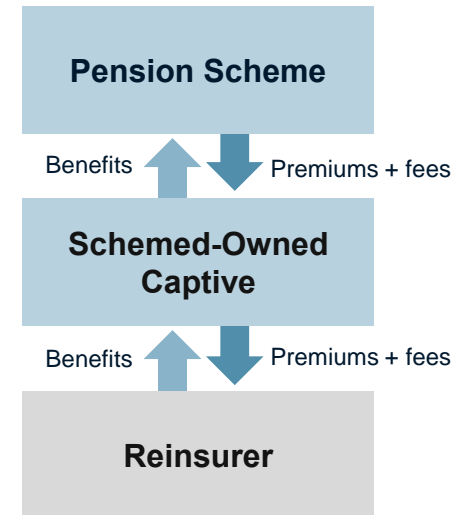 Pension Scheme
Benefits
Premiums + fees
Schemed-Owned
Captive
Benefits
Premiums + fees
Reinsurer